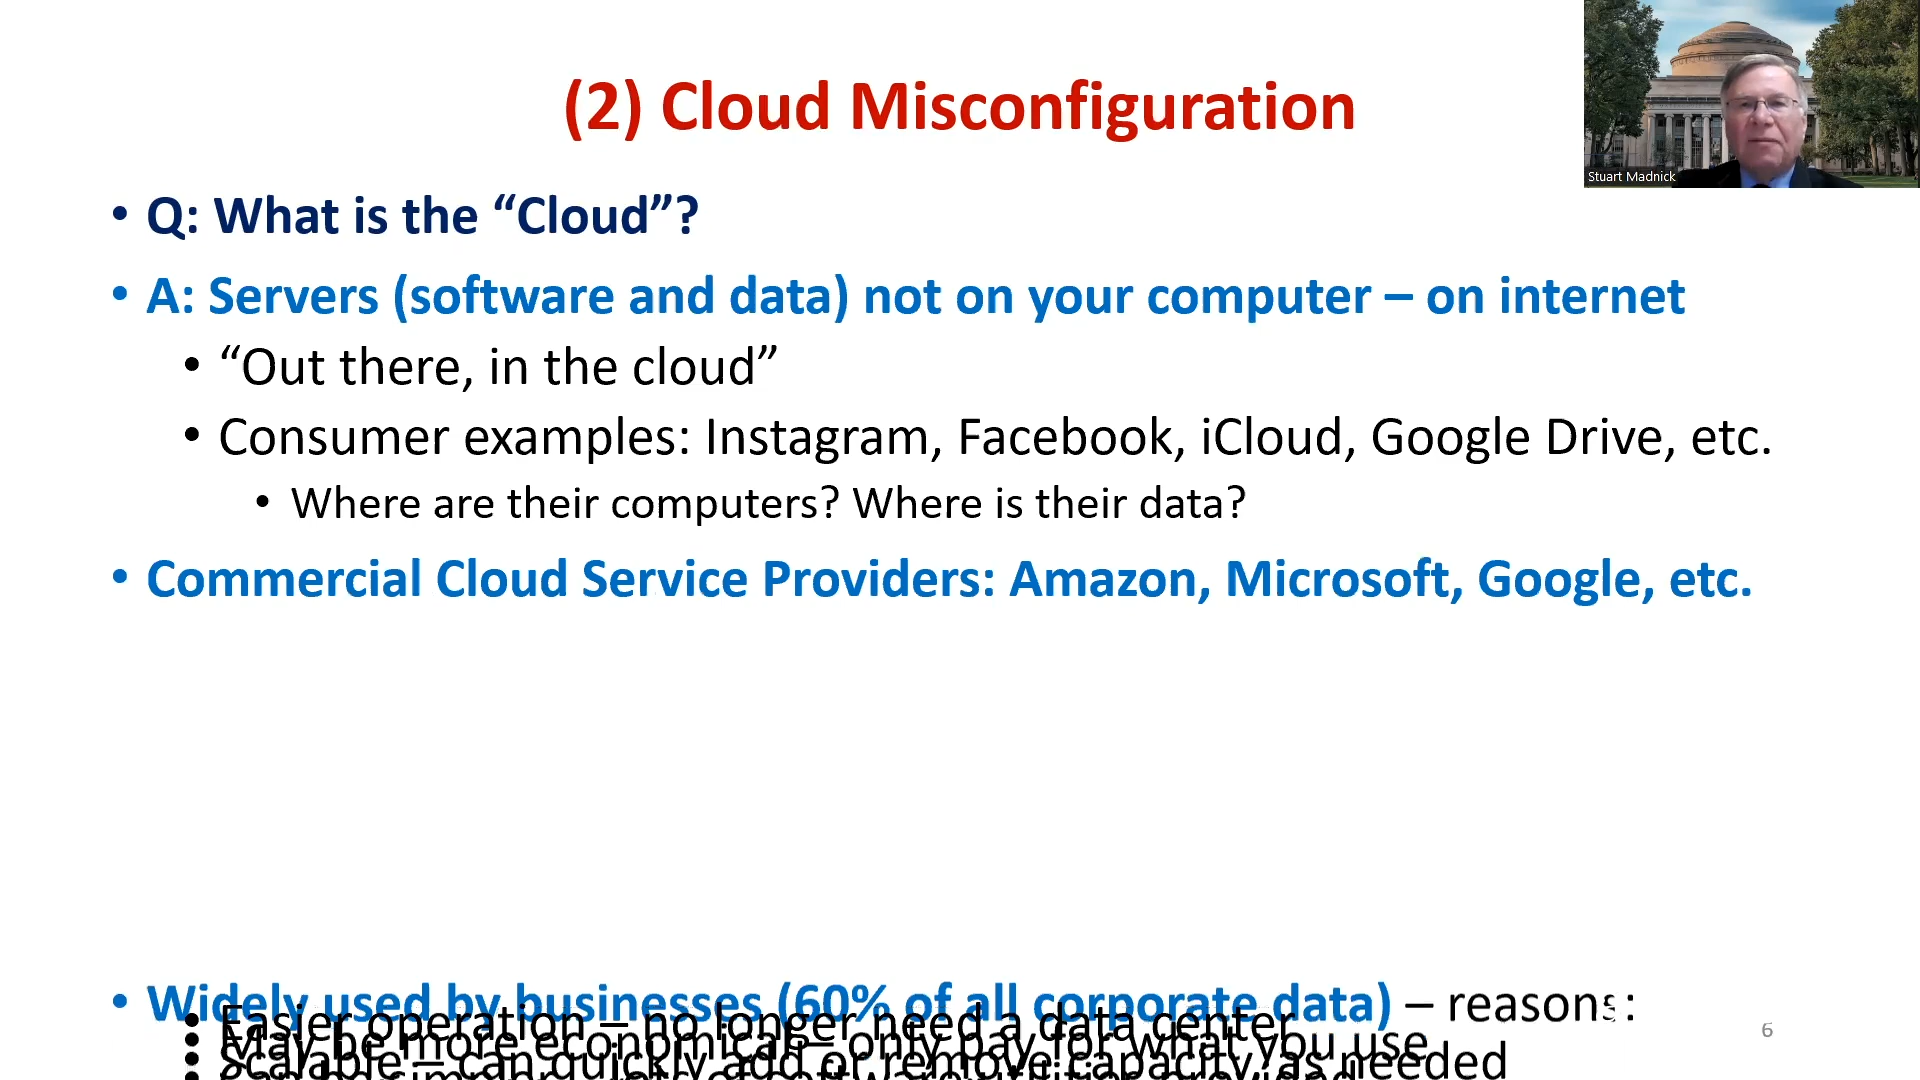 (2) Cloud Misconfiguration
Stuart Madnick
• Q: What is the “Cloud”?
• A: Servers (software and data) not on your computer – on internet
• “Out there, in the cloud”
• Consumer examples: Instagram, Facebook, iCloud, Google Drive, etc.
• Where are their computers? Where is their data?
• Commercial Cloud Service Providers: Amazon, Microsoft, Google, etc.
• Widely used by businesses (60% of all corporate data) – reasons:
• Easier operation – no longer need a data center
• May be more economical – only pay for what you use
• Scalable – can quickly add or remove capacity as needed
6